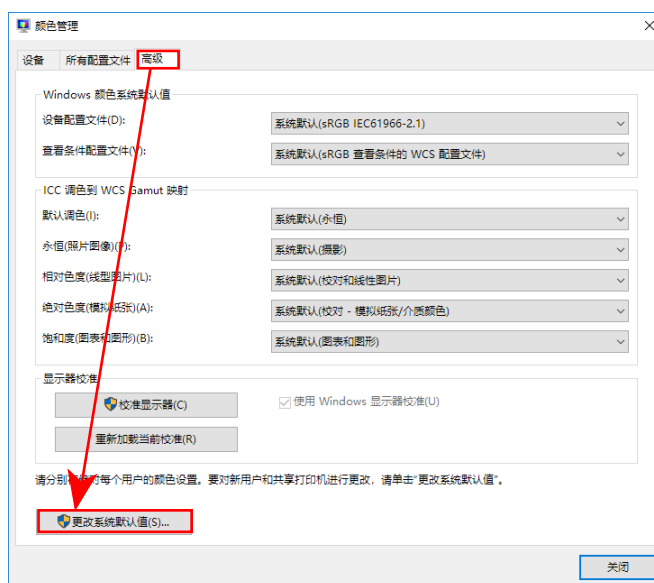 颜色管理
设备 所有配置文件 高级
Windows 颜色系统默认值
设备配置文件(D): 系统默认(sRGB IEC61966-2.1)
查看条件配置文件(V): 系统默认(sRGB 查看条件的 WCS 配置文件)
ICC 调色到 WCS Gamut 映射
默认调色(I): 系统默认(永恒)
永恒(照片图像)(P): 系统默认(摄影)
相对色度(线型图片)(L): 系统默认(校对和线性图片)
绝对色度(模拟纸张)(A): 系统默认(校对 - 模拟纸张/介质颜色)
饱和度(图表和图形)(B): 系统默认(图表和图形)
显示器校准
校准显示器(C) 使用 Windows 显示器校准(U)
重新加载当前校准(R)
请分别 每个用户的颜色设置。要对新用户和共享打印机进行更改，请单击"更改系统默认值"。
更改系统默认值(S)...
关闭